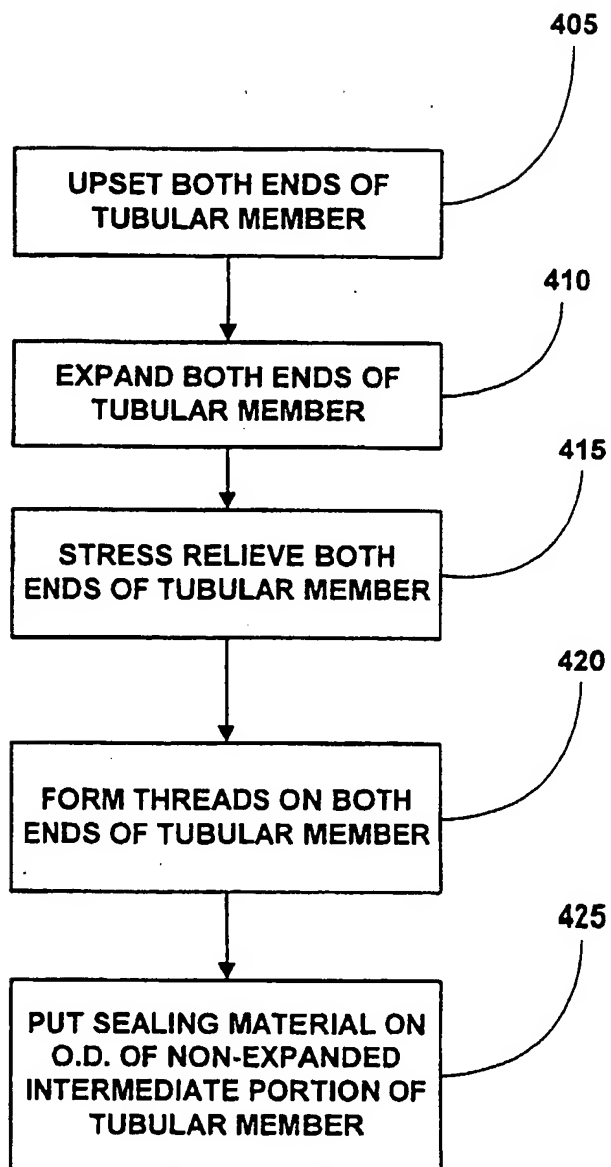 405
UPSET BOTH ENDS OF
TUBULAR MEMBER
410
EXPAND BOTH ENDS OF
TUBULAR MEMBER
415
STRESS RELIEVE BOTH
ENDS OF TUBULAR MEMBER
420
FORM THREADS ON BOTH
ENDS OF TUBULAR MEMBER
425
PUT SEALING MATERIAL ON
O.D. OF NON-EXPANDED
INTERMEDIATE PORTION OF
TUBULAR MEMBER